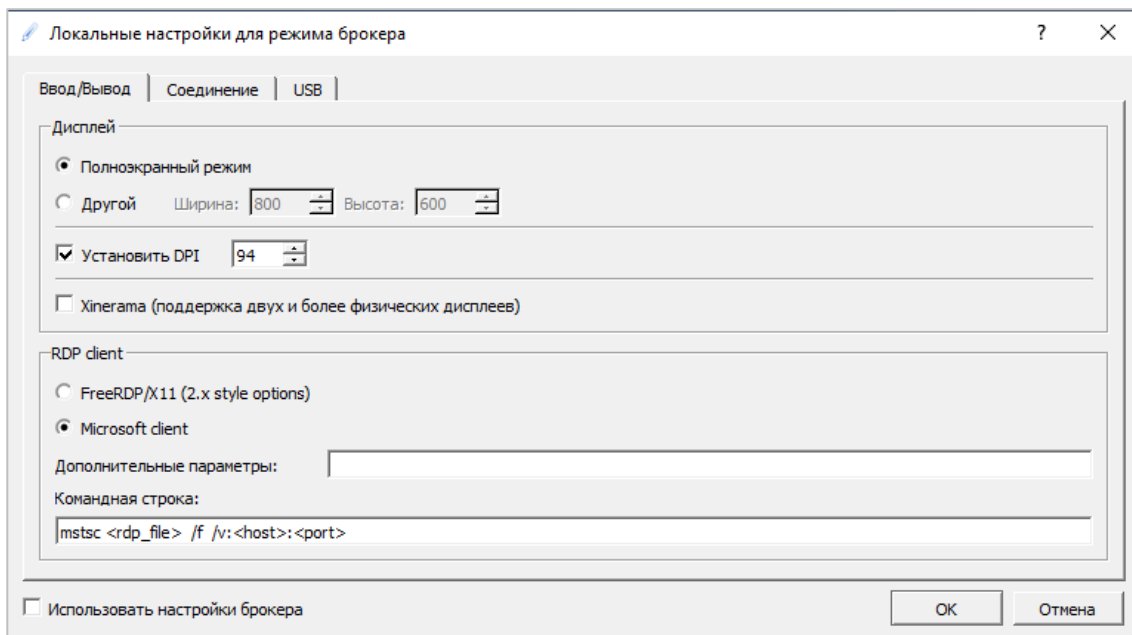 Локальные настройки для режима брокера ?
Ввод/Вывод Соединение USB
Дисплей
Полноэкранный режим
Другой Ширина: 800 Высота: 600
Установить DPI 94
Xinerama (поддержка двух и более физических дисплеев)
RDP client
FreeRDP/X11 (2.x style options)
Microsoft client
Дополнительные параметры:
Командная строка:
mstsc <rdp_file> /f /v:<host>:<port>
Использовать настройки брокера OK Отмена